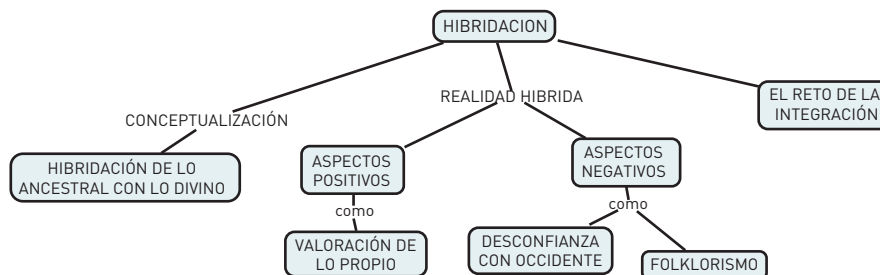 HIBRIDACION
REALIDAD HIBRIDA
EL RETO DE LA
INTEGRACIÓN
CONCEPTUALIZACIÓN
HIBRIDACIÓN DE LO
ANCESTRAL CON LO DIVINO
ASPECTOS
POSITIVOS
ASPECTOS
NEGATIVOS
como
como
VALORACIÓN DE
LO PROPIO
DESCONFIANZA
CON OCCIDENTE
FOLKLORISMO